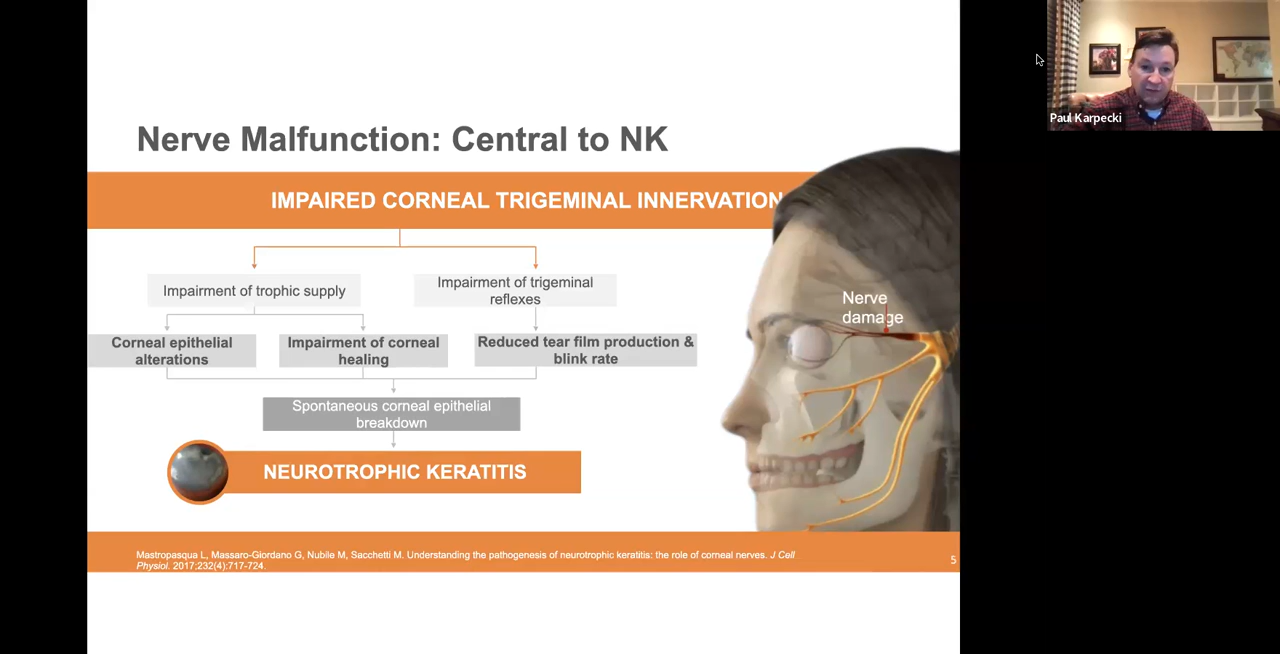 Paul Karpecki
Nerve Malfunction: Central to NK
IMPAIRED CORNEAL TRIGEMINAL INNERVATION
Impairment of trophic supply
Impairment of trigeminal
reflexes
Corneal epithelial
alterations
Impairment of corneal
healing
Reduced tear film production &
blink rate
Spontaneous corneal epithelial
breakdown
NEUROTROPHIC KERATITIS
Nerve
damage
Mastropasqua L, Massaro-Giordano G, Nubile M, Sacchetti M. Understanding the pathogenesis of neurotrophic keratitis: the role of corneal nerves. J Cell
Physiol. 2017;232(4):717-724.
5